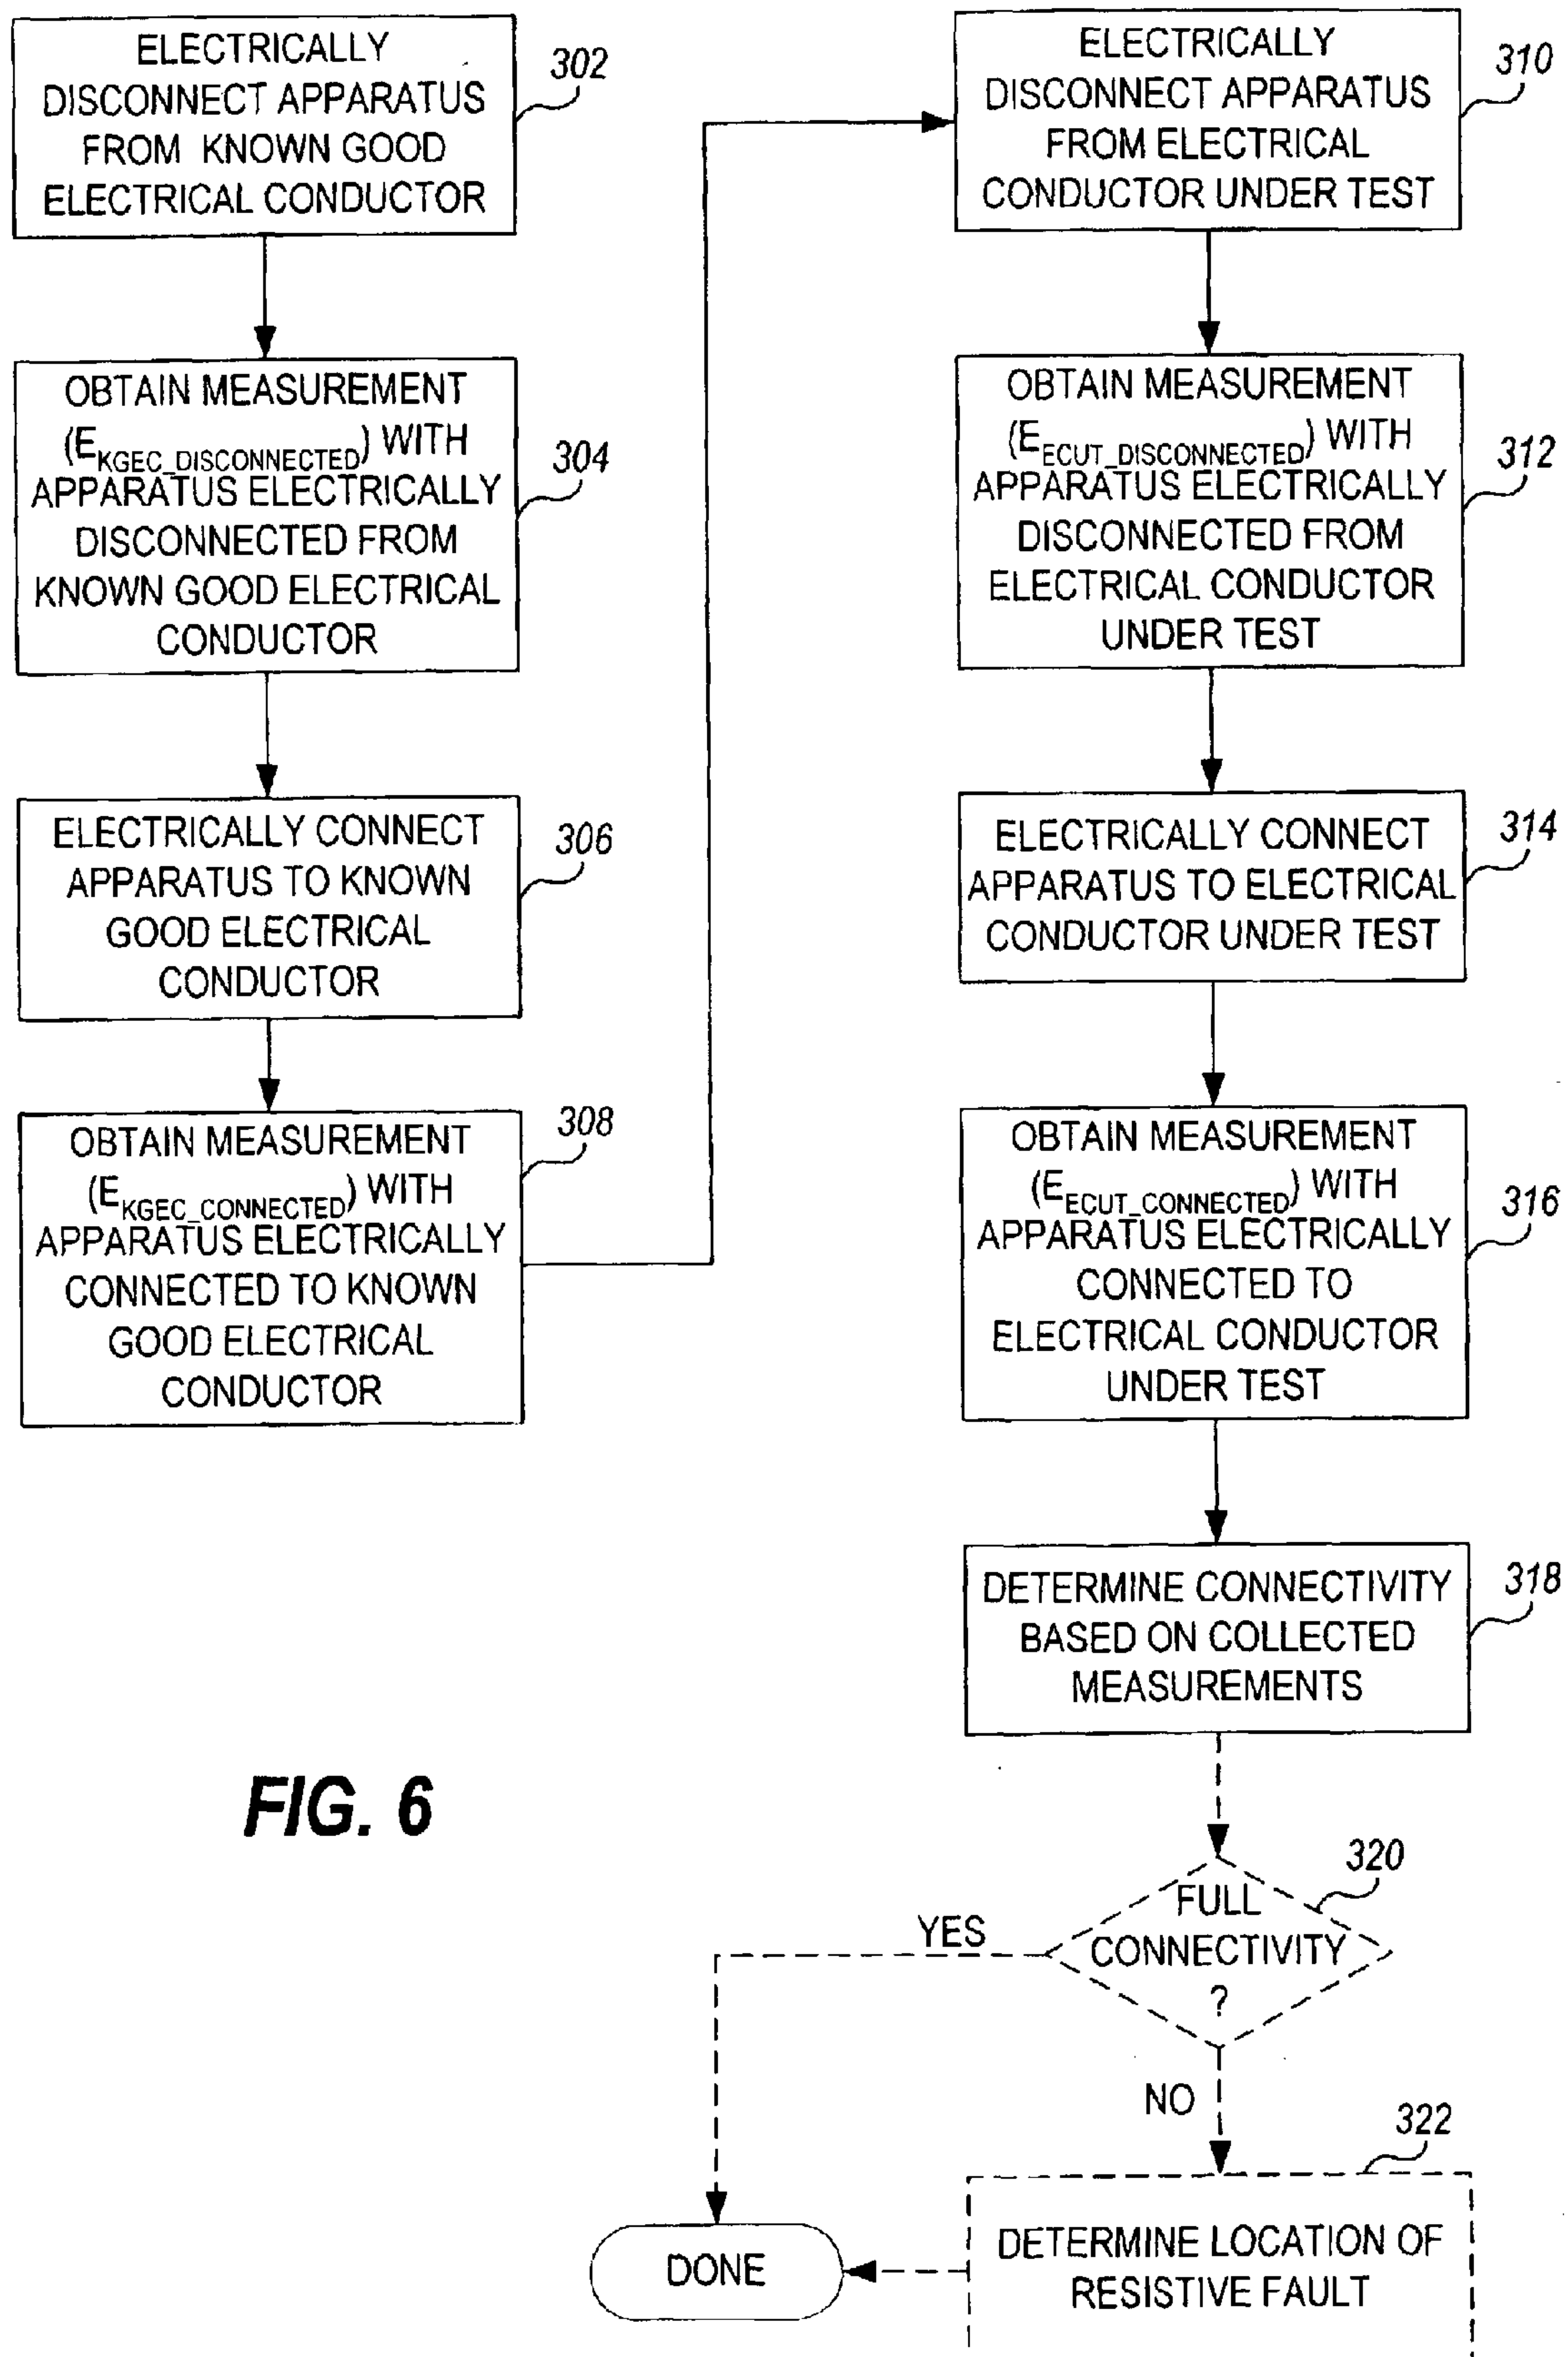 ELECTRICALLY
DISCONNECT APPARATUS
FROM KNOWN GOOD
ELECTRICAL CONDUCTOR
302
OBTAIN MEASUREMENT
(EKGEC_DISCONNECTED) WITH
APPARATUS ELECTRICALLY
DISCONNECTED FROM
KNOWN GOOD ELECTRICAL
CONDUCTOR
304
ELECTRICALLY CONNECT
APPARATUS TO KNOWN
GOOD ELECTRICAL
CONDUCTOR
306
OBTAIN MEASUREMENT
(EKGEC_CONNECTED) WITH
APPARATUS ELECTRICALLY
CONNECTED TO KNOWN
GOOD ELECTRICAL
CONDUCTOR
308
ELECTRICALLY
DISCONNECT APPARATUS
FROM ELECTRICAL
CONDUCTOR UNDER TEST
310
OBTAIN MEASUREMENT
(EECUT_DISCONNECTED) WITH
APPARATUS ELECTRICALLY
DISCONNECTED FROM
ELECTRICAL CONDUCTOR
UNDER TEST
312
ELECTRICALLY CONNECT
APPARATUS TO ELECTRICAL
CONDUCTOR UNDER TEST
314
OBTAIN MEASUREMENT
(EECUT_CONNECTED) WITH
APPARATUS ELECTRICALLY
CONNECTED TO
ELECTRICAL CONDUCTOR
UNDER TEST
316
DETERMINE CONNECTIVITY
BASED ON COLLECTED
MEASUREMENTS
318
FULL
CONNECTIVITY
?
320
YES
NO
DETERMINE LOCATION OF
RESISTIVE FAULT
322
DONE
FIG. 6